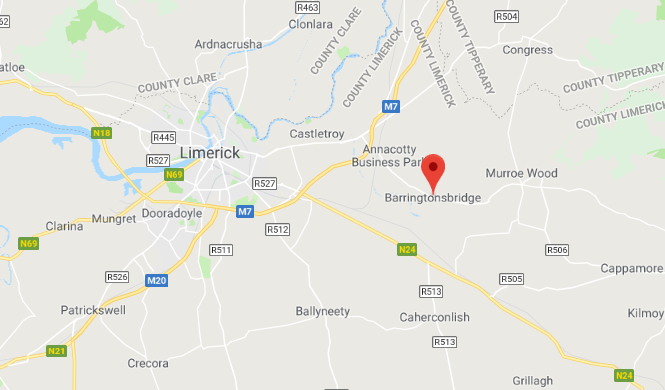 R463
Clonlara
R504
Congress
COUNTY CLARE
COUNTY LIMERICK
COUNTY LIMERICK
COUNTY TIPPERARY
Ardnacrusha
atloe
COUNTY CLARE
COUNTY TIPPERARY
COUNTY LIMERICK
M7
N18
R445
Castletroy
Limerick
R527
Annacotty
Business Park
N69
R527
Murroe Wood
Barringtonsbridge
Dooradoyle
Mungret
M7
Clarina
R512
N69
R511
N24
R506
R526
M20
R505
Cappamore
R513
Patrickswell
Ballyneety
Caherconlish
Kilmoy
R513
N21
Crecora
Grillagh
N24